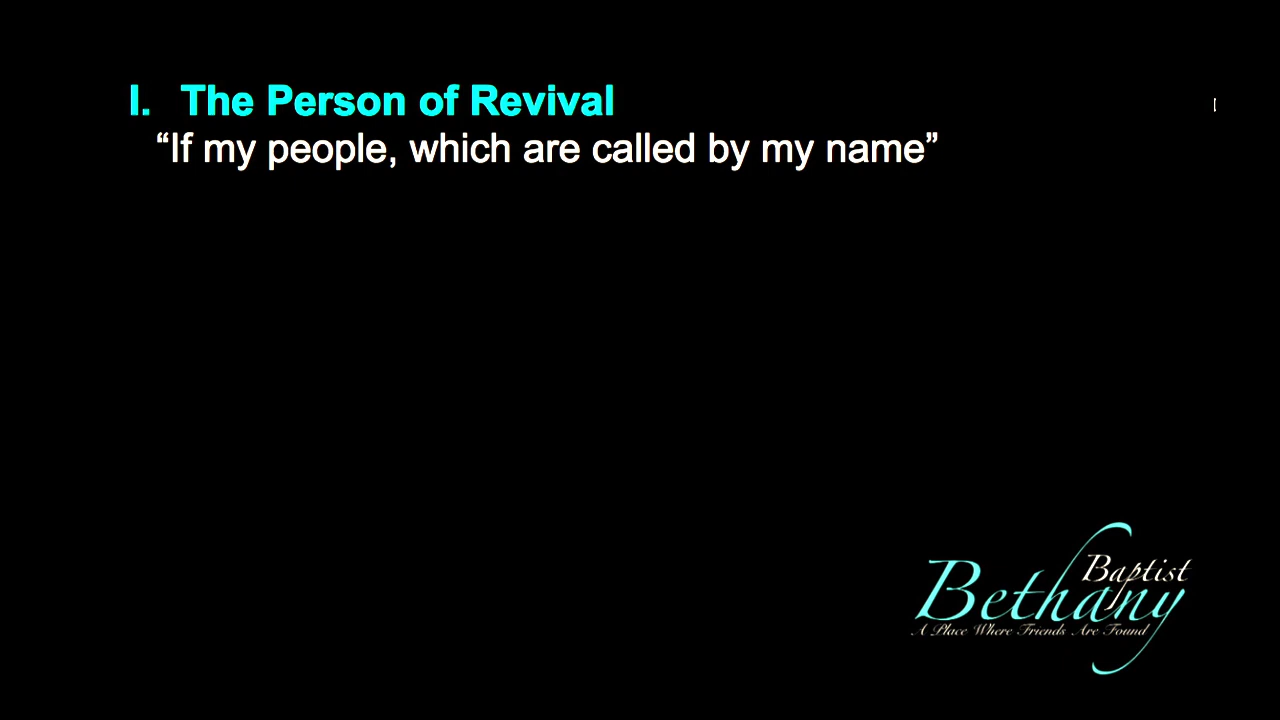 I. The Person of Revival
“If my people, which are called by my name”
Baptist
Bethany
A Place Where Friends Are Found